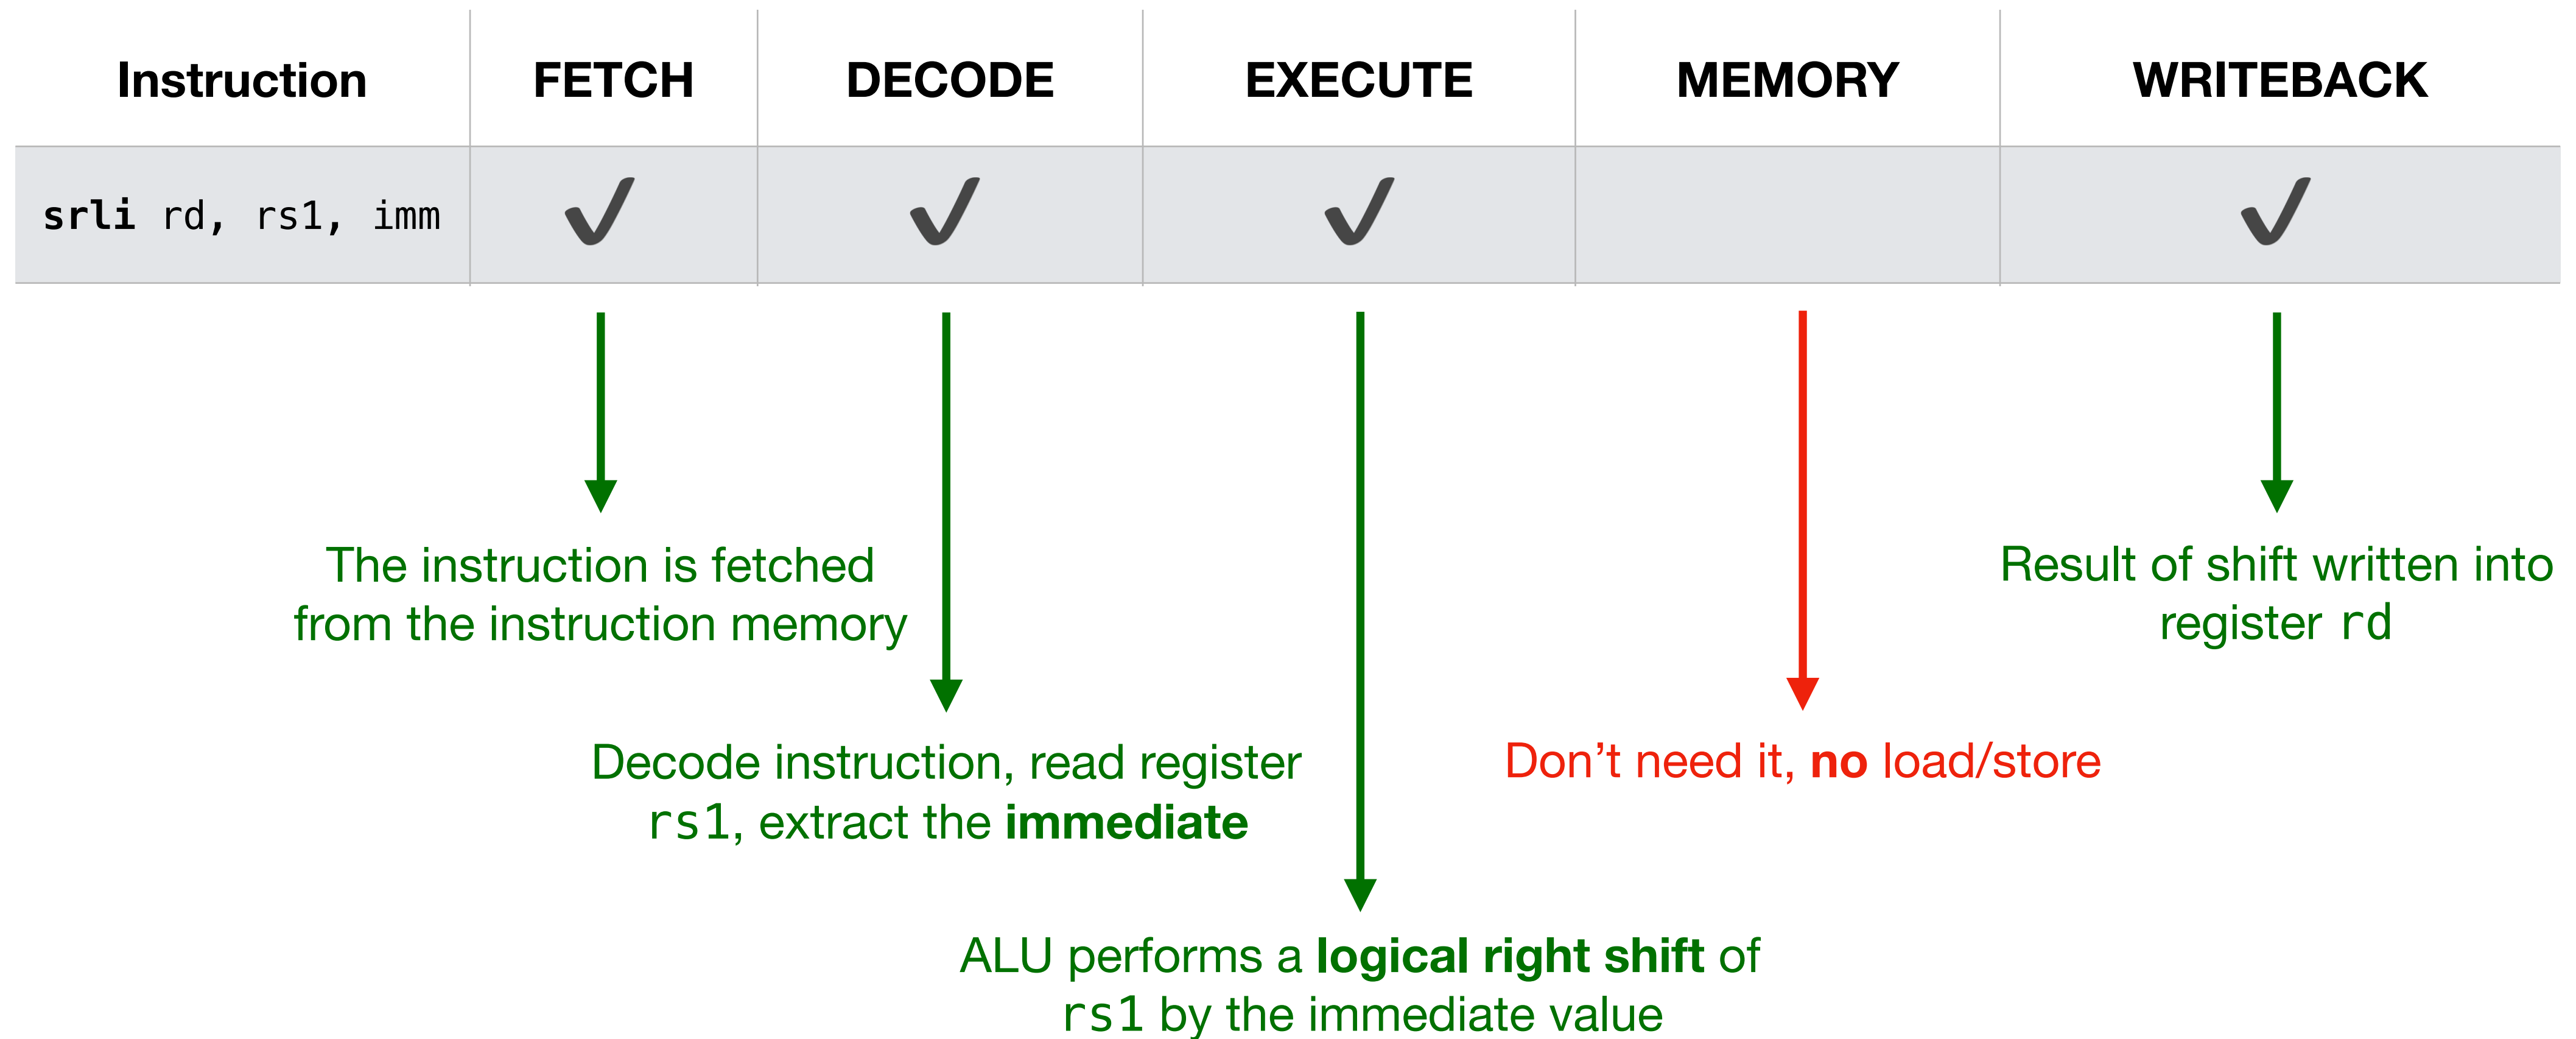 Instruction FETCH DECODE EXECUTE MEMORY WRITEBACK
srli rd, rs1, imm ✓ ✓ ✓ ✓
The instruction is fetched
from the instruction memory
Result of shift written into
register rd
Decode instruction, read register
rs1, extract the immediate
Don’t need it, no load/store
ALU performs a logical right shift of
rs1 by the immediate value